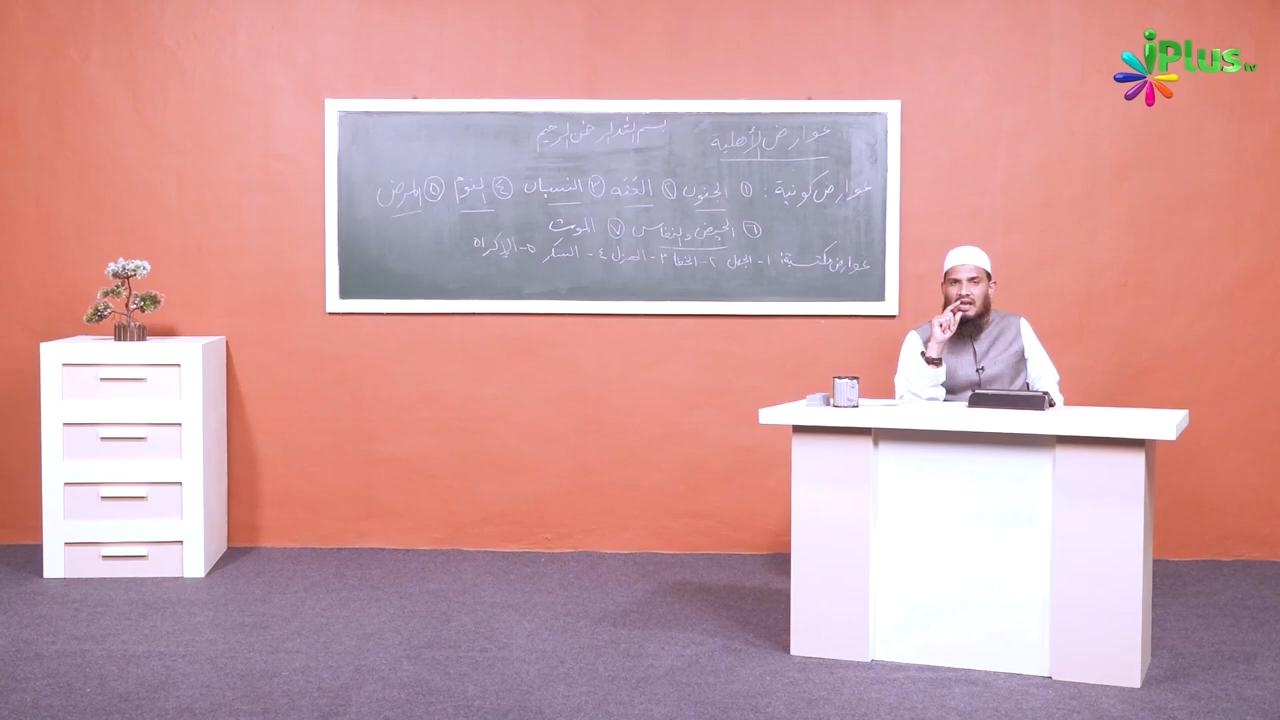 بسم الله الرحمن الرحيم
عوارض الأهلية
عوارض كونية: ① الجنون ② العَتَه ③ النسيان ④ النوم ⑤ المرض
⑥ الحيض والنفاس ⑦ الموت
عوارض مكتسبة: ١- الجهل ٢- الخطأ ٣- الهزل ٤- السكر ٥- الإكراه
iPlus tv